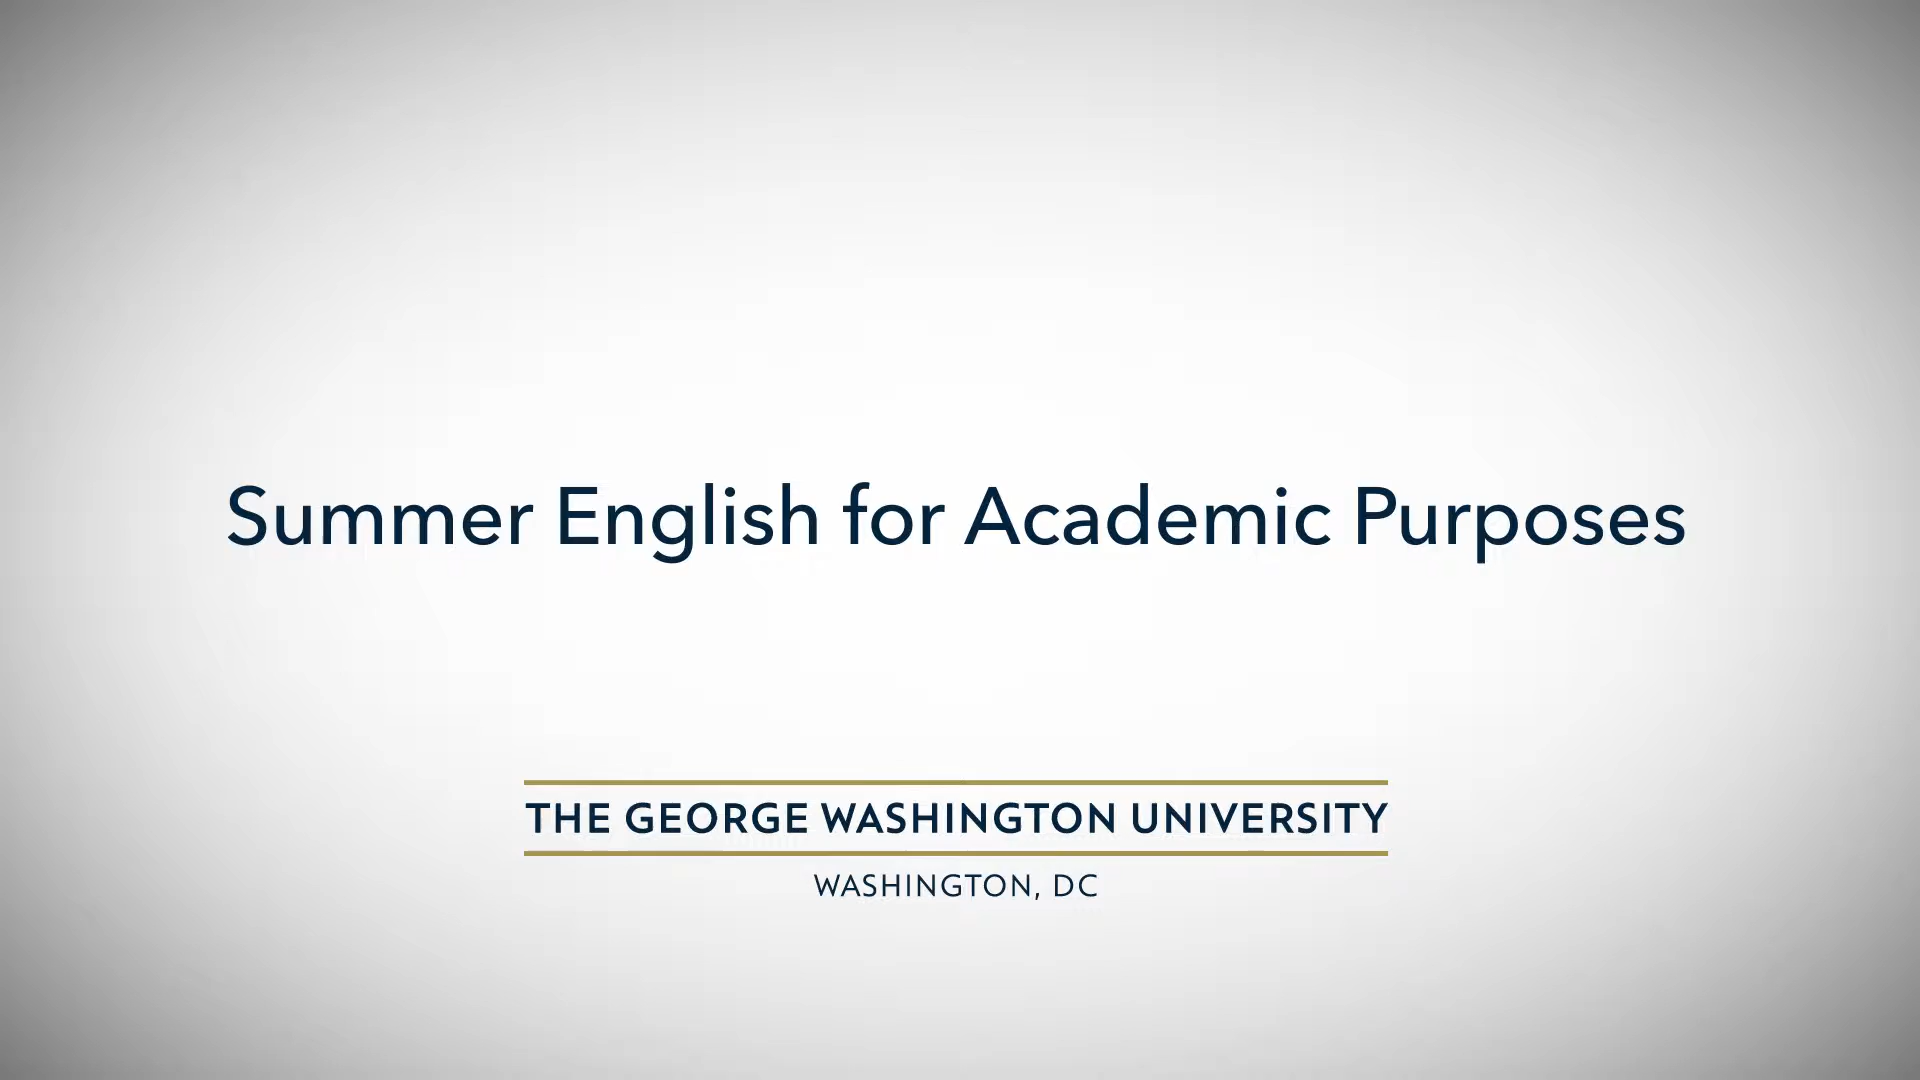 Summer English for Academic Purposes
THE GEORGE WASHINGTON UNIVERSITY
WASHINGTON, DC